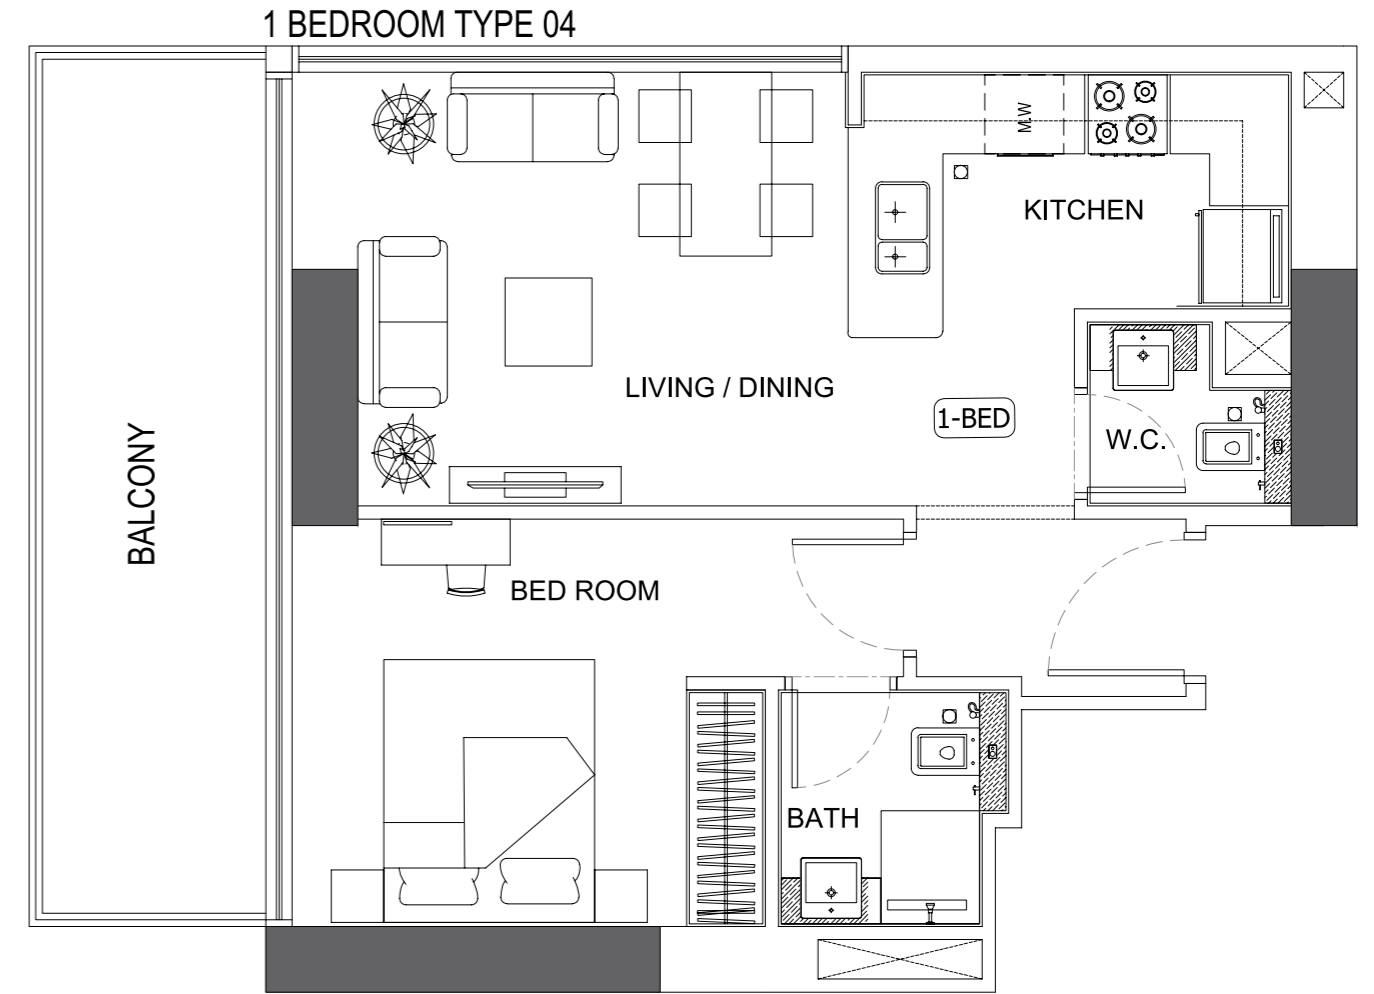 1 BEDROOM TYPE 04
M.W
KITCHEN
LIVING / DINING
1-BED
W.C.
BALCONY
BED ROOM
BATH